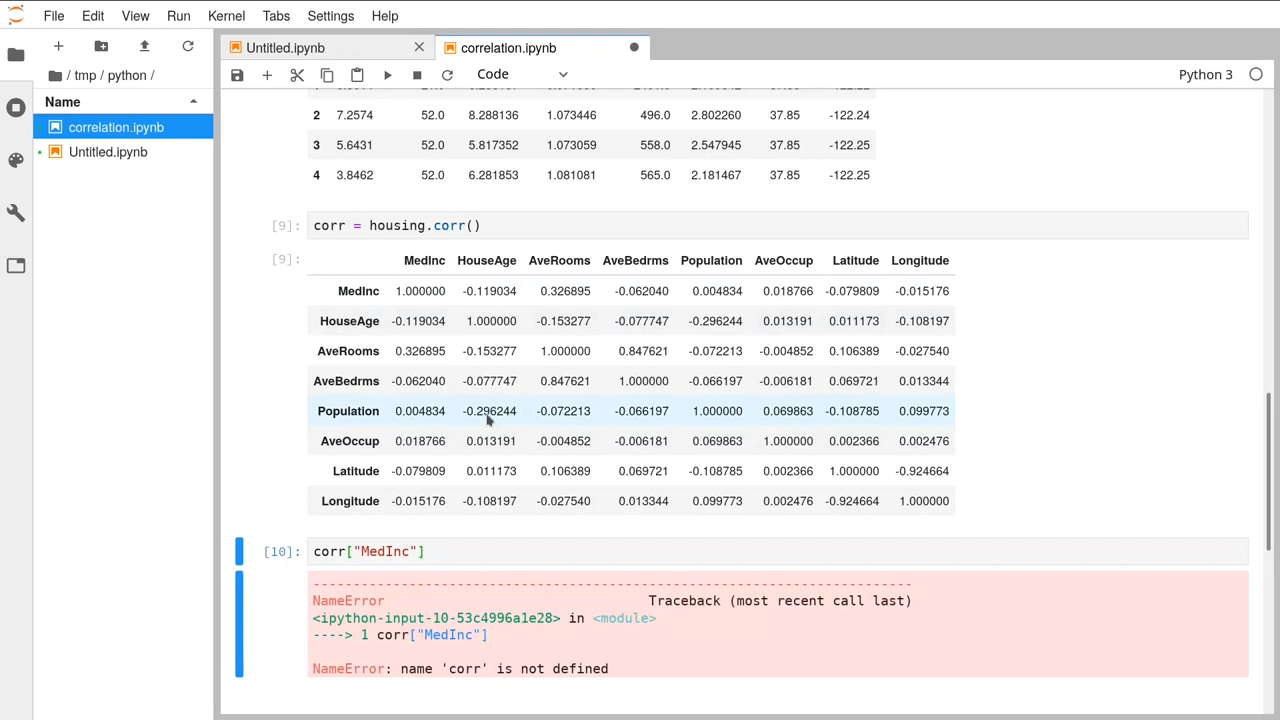 File Edit View Run Kernel Tabs Settings Help
Untitled.ipynb correlation.ipynb
Code Python 3
/ tmp / python /
Name
correlation.ipynb
Untitled.ipynb
2 7.2574 52.0 8.288136 1.073446 496.0 2.802260 37.85 -122.24
3 5.6431 52.0 5.817352 1.073059 558.0 2.547945 37.85 -122.25
4 3.8462 52.0 6.281853 1.081081 565.0 2.181467 37.85 -122.25
[9]: corr = housing.corr()
[9]: MedInc HouseAge AveRooms AveBedrms Population AveOccup Latitude Longitude
MedInc 1.000000 -0.119034 0.326895 -0.062040 0.004834 0.018766 -0.079809 -0.015176
HouseAge -0.119034 1.000000 -0.153277 -0.077747 -0.296244 0.013191 0.011173 -0.108197
AveRooms 0.326895 -0.153277 1.000000 0.847621 -0.072213 -0.004852 0.106389 -0.027540
AveBedrms -0.062040 -0.077747 0.847621 1.000000 -0.066197 -0.006181 0.069721 0.013344
Population 0.004834 -0.296244 -0.072213 -0.066197 1.000000 0.069863 -0.108785 0.099773
AveOccup 0.018766 0.013191 -0.004852 -0.006181 0.069863 1.000000 0.002366 0.002476
Latitude -0.079809 0.011173 0.106389 0.069721 -0.108785 0.002366 1.000000 -0.924664
Longitude -0.015176 -0.108197 -0.027540 0.013344 0.099773 0.002476 -0.924664 1.000000
[10]: corr["MedInc"]
---------------------------------------------------------------------------
NameError Traceback (most recent call last)
<ipython-input-10-53c4996a1e28> in <module>
----> 1 corr["MedInc"]
NameError: name 'corr' is not defined